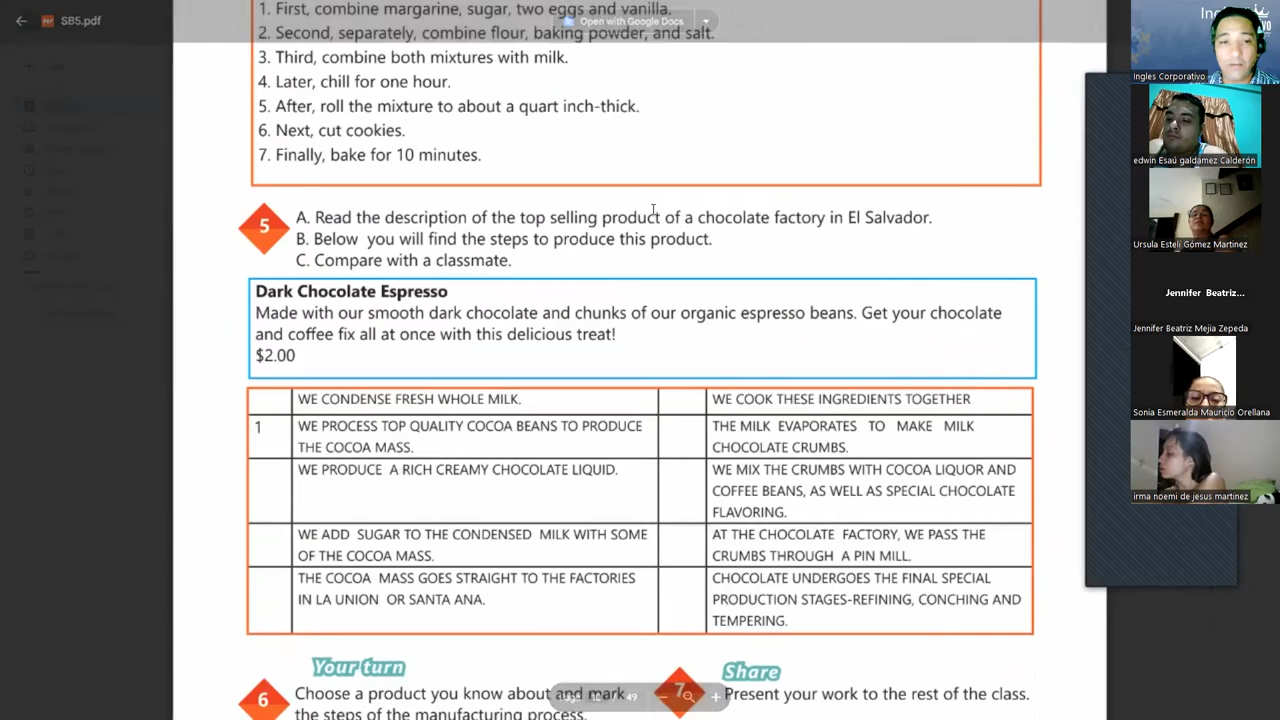 SB5.pdf
Open with Google Docs
1. First, combine margarine, sugar, two eggs and vanilla.
2. Second, separately, combine flour, baking powder, and salt.
3. Third, combine both mixtures with milk.
4. Later, chill for one hour.
5. After, roll the mixture to about a quart inch-thick.
6. Next, cut cookies.
7. Finally, bake for 10 minutes.
5
A. Read the description of the top selling product of a chocolate factory in El Salvador.
B. Below you will find the steps to produce this product.
C. Compare with a classmate.
Dark Chocolate Espresso
Made with our smooth dark chocolate and chunks of our organic espresso beans. Get your chocolate
and coffee fix all at once with this delicious treat!
$2.00
WE CONDENSE FRESH WHOLE MILK.
WE COOK THESE INGREDIENTS TOGETHER
1
WE PROCESS TOP QUALITY COCOA BEANS TO PRODUCE
THE COCOA MASS.
THE MILK EVAPORATES TO MAKE MILK
CHOCOLATE CRUMBS.
WE PRODUCE A RICH CREAMY CHOCOLATE LIQUID.
WE MIX THE CRUMBS WITH COCOA LIQUOR AND
COFFEE BEANS, AS WELL AS SPECIAL CHOCOLATE
FLAVORING.
WE ADD SUGAR TO THE CONDENSED MILK WITH SOME
OF THE COCOA MASS.
AT THE CHOCOLATE FACTORY, WE PASS THE
CRUMBS THROUGH A PIN MILL.
THE COCOA MASS GOES STRAIGHT TO THE FACTORIES
IN LA UNION OR SANTA ANA.
CHOCOLATE UNDERGOES THE FINAL SPECIAL
PRODUCTION STAGES-REFINING, CONCHING AND
TEMPERING.
Your turn
6
Choose a product you know about and mark
the steps of the manufacturing process.
Share
7
Present your work to the rest of the class.
Page
49
Ingles Corporativo
edwin Esaú galdamez Calderón
Ursula Estelí Gómez Martinez
Jennifer Beatriz...
Jennifer Beatriz Mejia Zepeda
Sonia Esmeralda Mauricio Orellana
irma noemi de jesus martinez